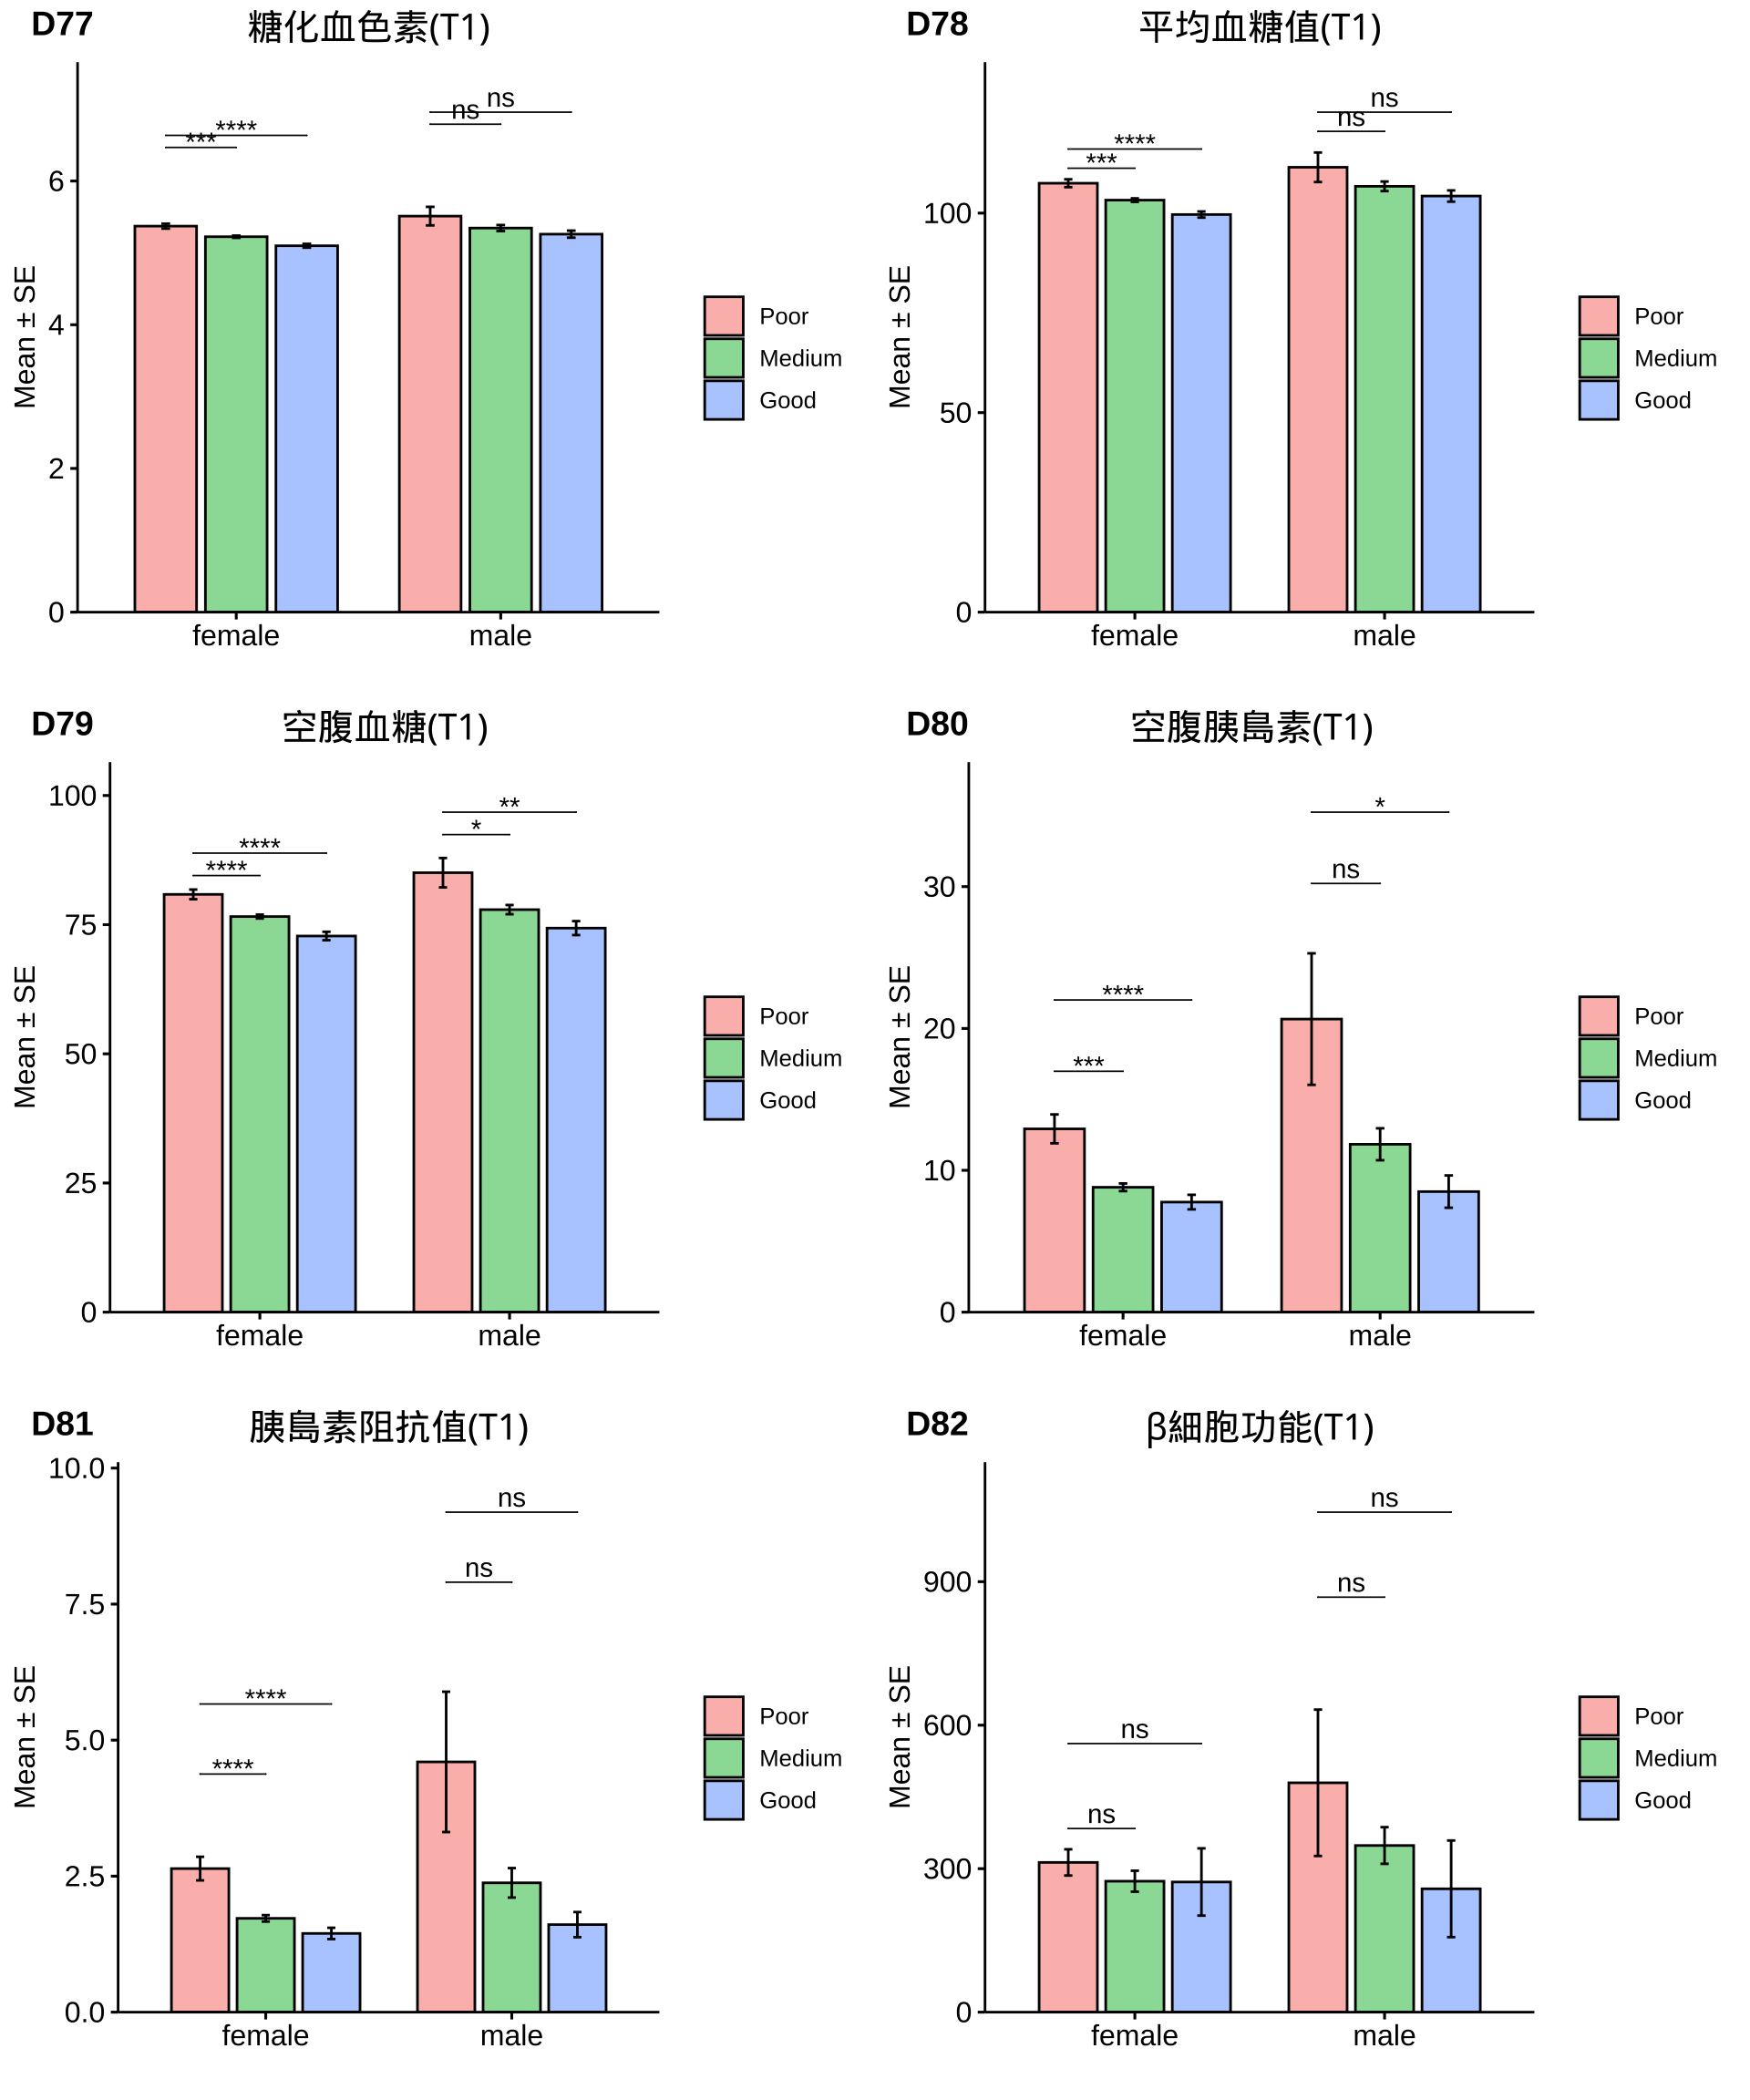 D77 糖化血色素(T1)
ns
ns
****
***
6
4
2
0
Mean ± SE
female male
Poor
Medium
Good
D78 平均血糖值(T1)
ns
ns
****
***
100
50
0
Mean ± SE
female male
Poor
Medium
Good
D79 空腹血糖(T1)
100
75
50
25
0
**
*
****
****
Mean ± SE
female male
Poor
Medium
Good
D80 空腹胰島素(T1)
*
ns
****
***
30
20
10
0
Mean ± SE
female male
Poor
Medium
Good
D81 胰島素阻抗值(T1)
10.0
7.5
5.0
2.5
0.0
ns
ns
****
****
Mean ± SE
female male
Poor
Medium
Good
D82 β細胞功能(T1)
ns
ns
ns
ns
900
600
300
0
Mean ± SE
female male
Poor
Medium
Good